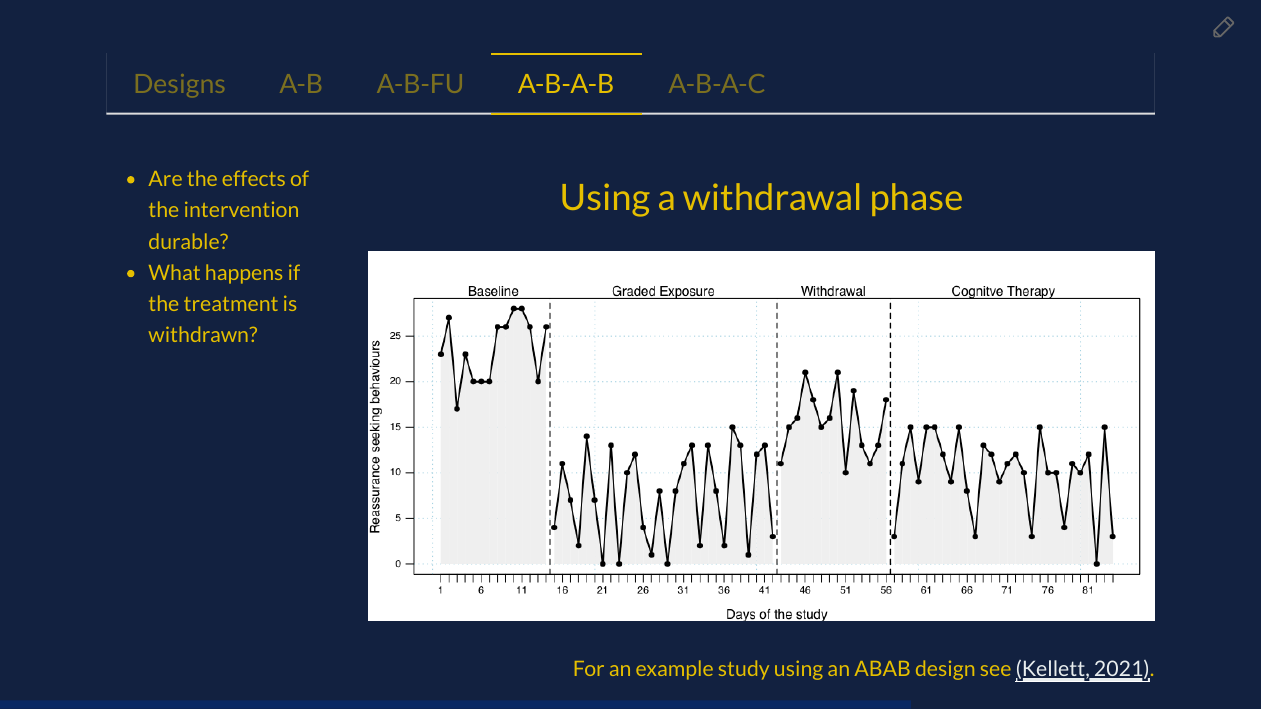 Designs A-B A-B-FU A-B-A-B A-B-A-C
Are the effects of
the intervention
durable?
What happens if
the treatment is
withdrawn?
Using a withdrawal phase
Baseline Graded Exposure Withdrawal Cognitve Therapy
Reassurance seeking behaviours
25
20
15
10
5
0
1 6 11 16 21 26 31 36 41 46 51 56 61 66 71 76 81
Days of the study
For an example study using an ABAB design see (Kellett, 2021).